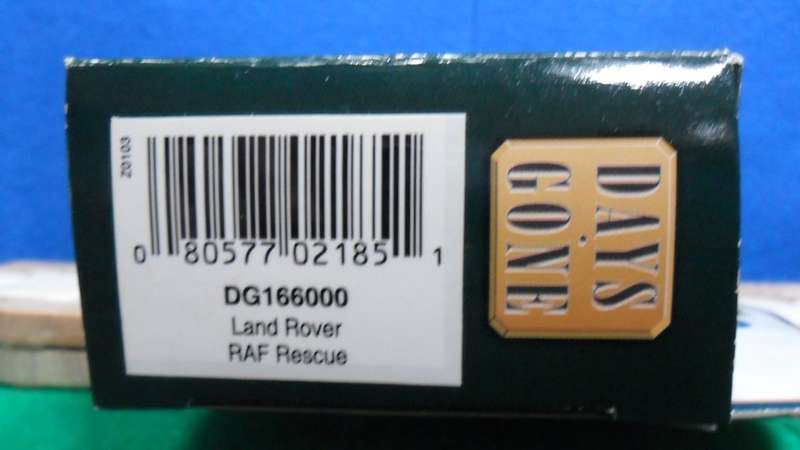 Z0103
0 80577 02185 1
DG166000
Land Rover
RAF Rescue
DAYS
GONE